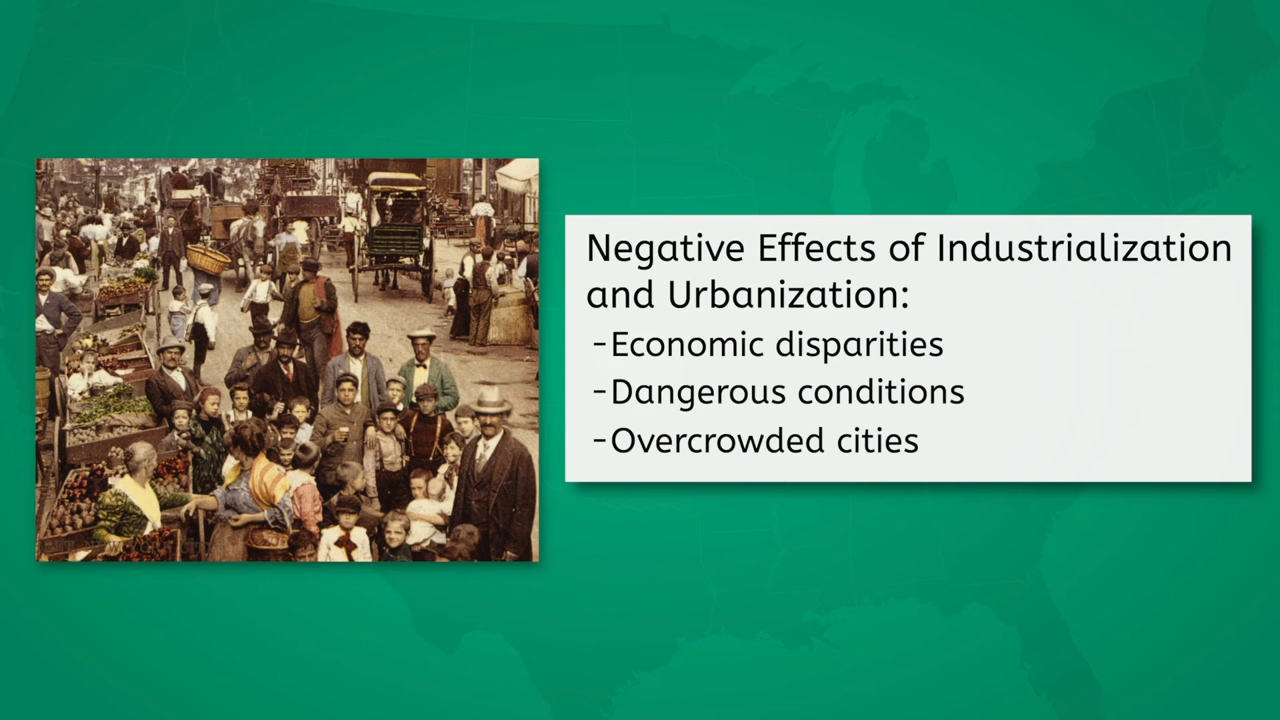 Negative Effects of Industrialization
and Urbanization:
-Economic disparities
-Dangerous conditions
-Overcrowded cities